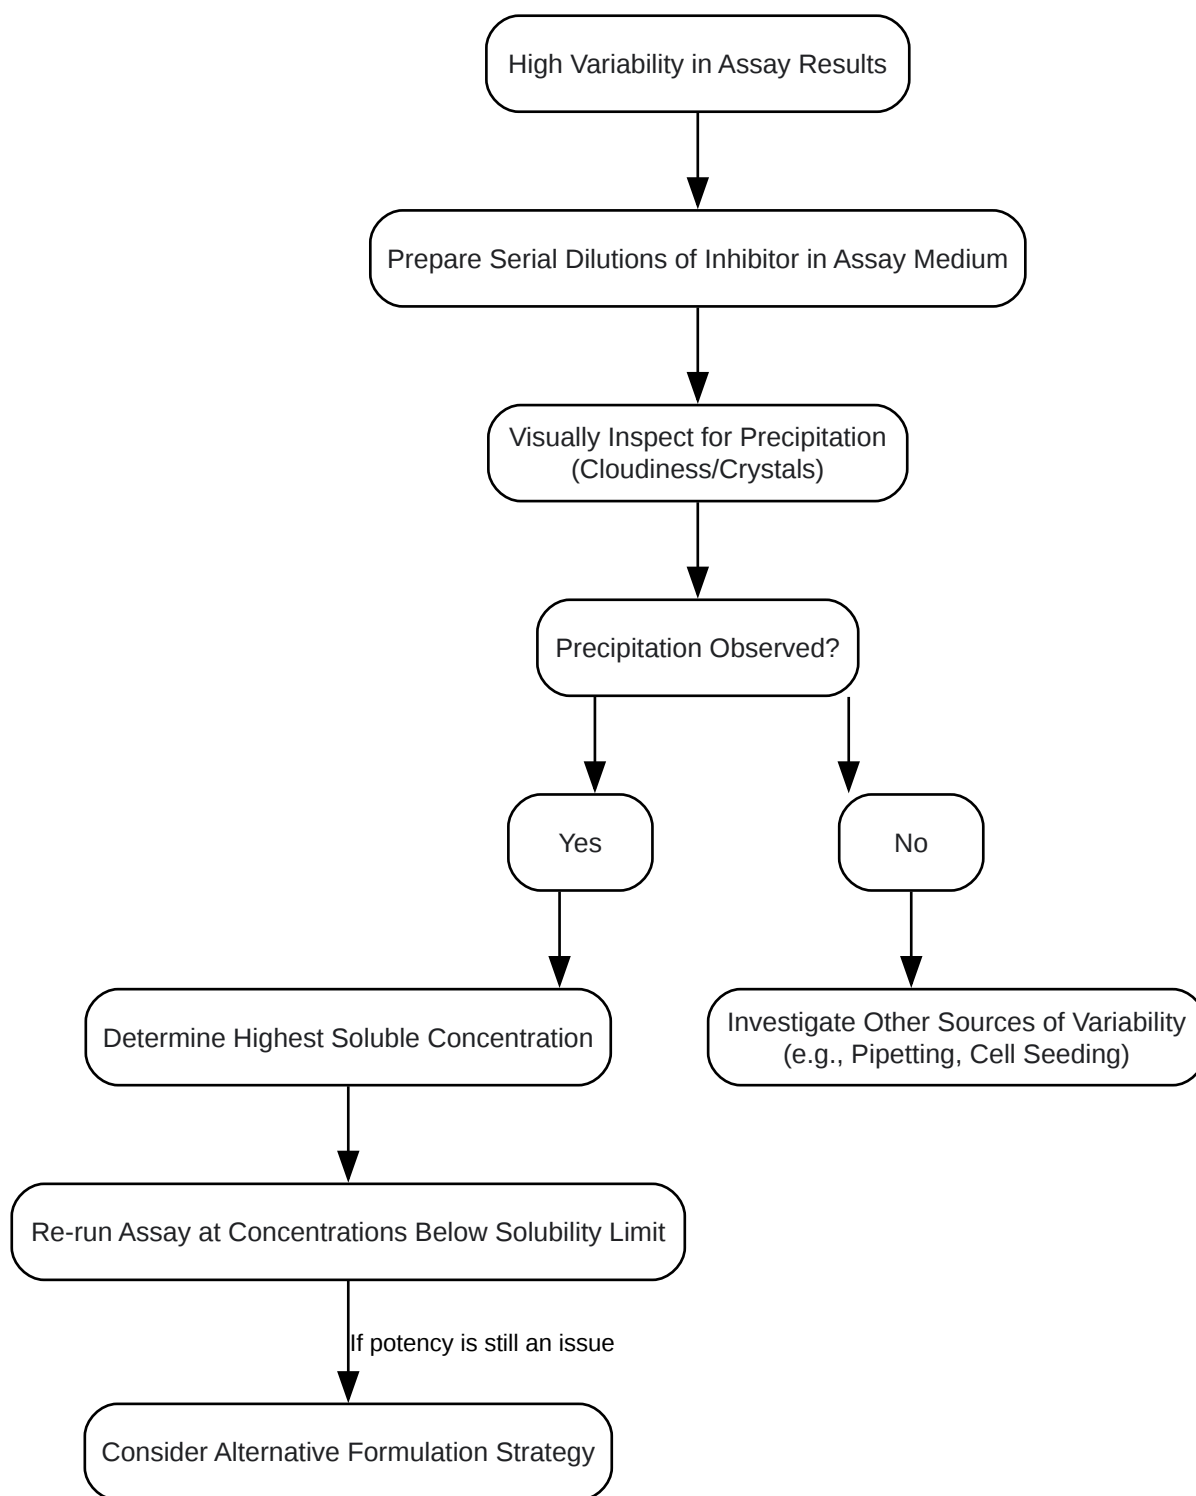 High Variability in Assay Results
Prepare Serial Dilutions of Inhibitor in Assay Medium
Visually Inspect for Precipitation
(Cloudiness/Crystals)
Precipitation Observed?
Yes
No
Determine Highest Soluble Concentration
Investigate Other Sources of Variability
(e.g., Pipetting, Cell Seeding)
Re-run Assay at Concentrations Below Solubility Limit
If potency is still an issue
Consider Alternative Formulation Strategy